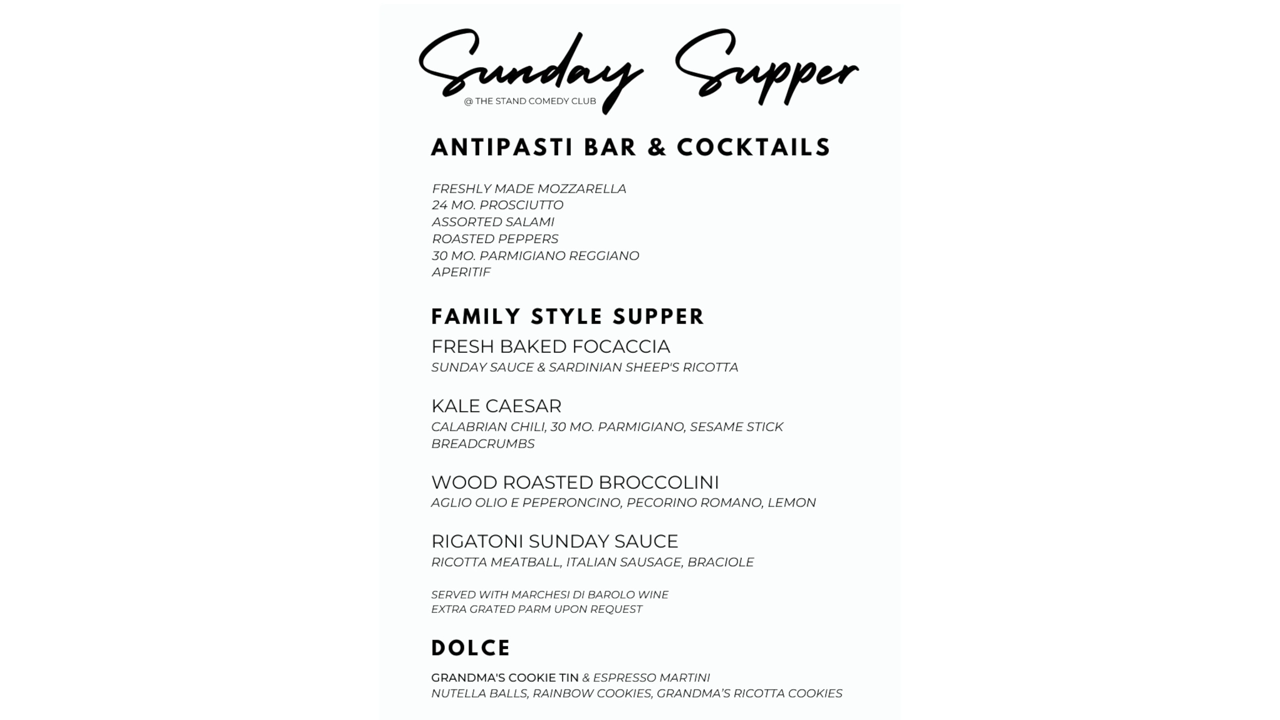 Sunday Supper
@ THE STAND COMEDY CLUB
ANTIPASTI BAR & COCKTAILS
FRESHLY MADE MOZZARELLA
24 MO. PROSCIUTTO
ASSORTED SALAMI
ROASTED PEPPERS
30 MO. PARMIGIANO REGGIANO
APERITIF
FAMILY STYLE SUPPER
FRESH BAKED FOCACCIA
SUNDAY SAUCE & SARDINIAN SHEEP'S RICOTTA
KALE CAESAR
CALABRIAN CHILI, 30 MO. PARMIGIANO, SESAME STICK
BREADCRUMBS
WOOD ROASTED BROCCOLINI
AGLIO OLIO E PEPERONCINO, PECORINO ROMANO, LEMON
RIGATONI SUNDAY SAUCE
RICOTTA MEATBALL, ITALIAN SAUSAGE, BRACIOLE
SERVED WITH MARCHESI DI BAROLO WINE
EXTRA GRATED PARM UPON REQUEST
DOLCE
GRANDMA'S COOKIE TIN & ESPRESSO MARTINI
NUTELLA BALLS, RAINBOW COOKIES, GRANDMA'S RICOTTA COOKIES